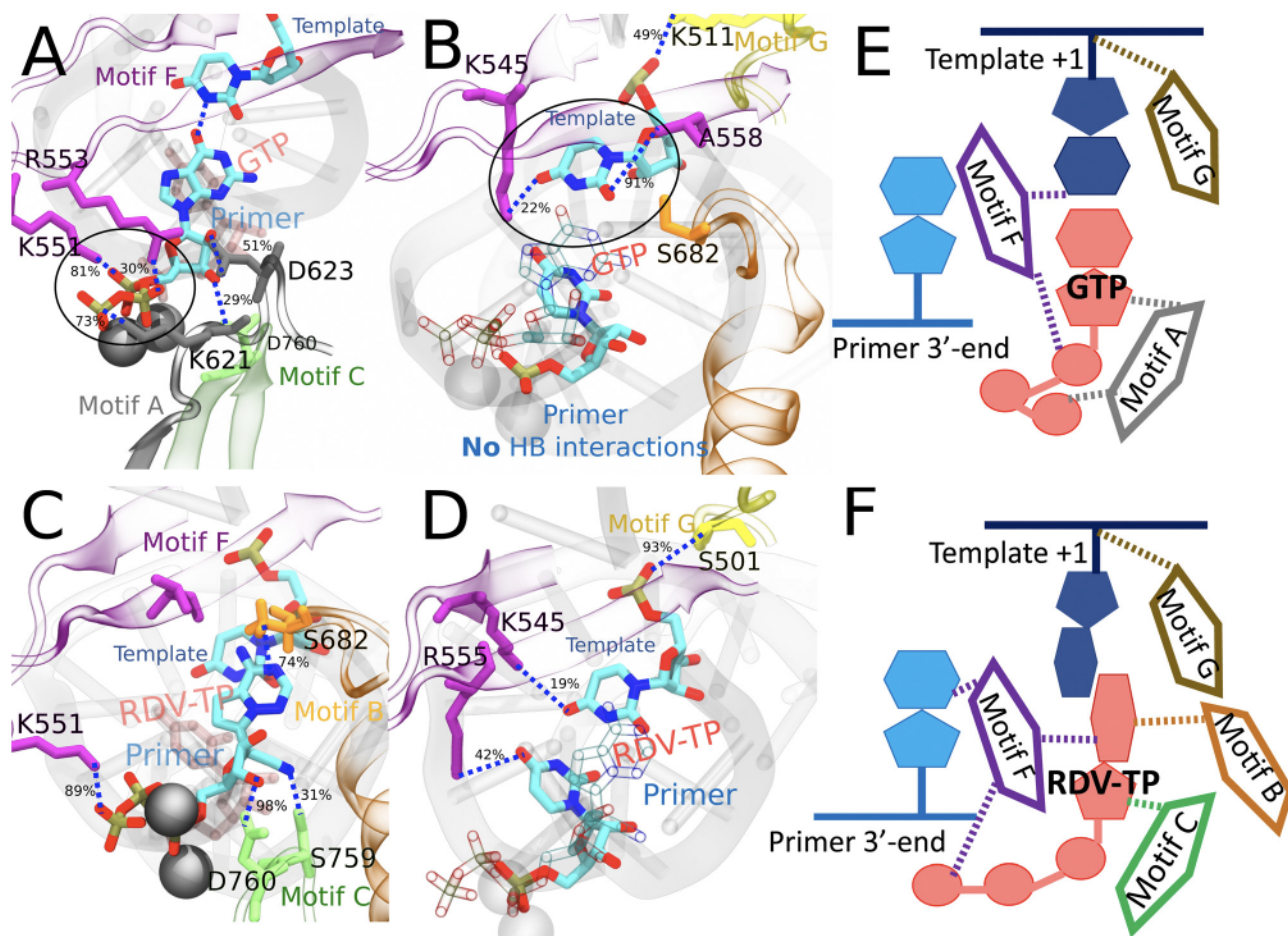 A
Template
Motif F
R553
GTP
Primer
K551
51%
81%
30%
D623
29%
73%
D760
K621
Motif C
Motif A
B
49%
K511
Motif G
K545
Template
A558
91%
22%
GTP
S682
Primer
No HB interactions
E
Template +1
Motif G
Motif F
GTP
Motif A
Primer 3’-end
C
Motif F
S682
Template
74%
RDV-TP
Motif B
K551
Primer
89%
98%
31%
S759
D760
Motif C
D
Motif G
93%
S501
K545
Template
R555
19%
RDV-TP
42%
Primer
F
Template +1
Motif G
Motif F
Motif B
RDV-TP
Primer 3’-end
Motif C